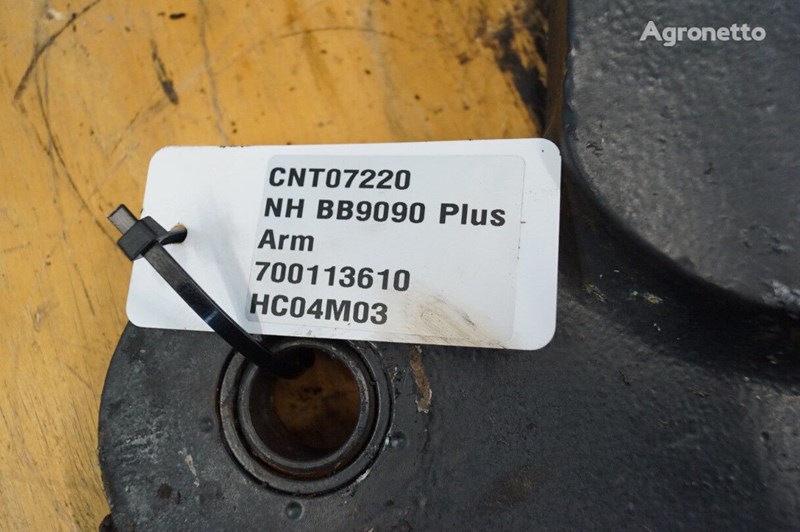 Agronetto
CNT07220
NH BB9090 Plus
Arm
700113610
HC04M03